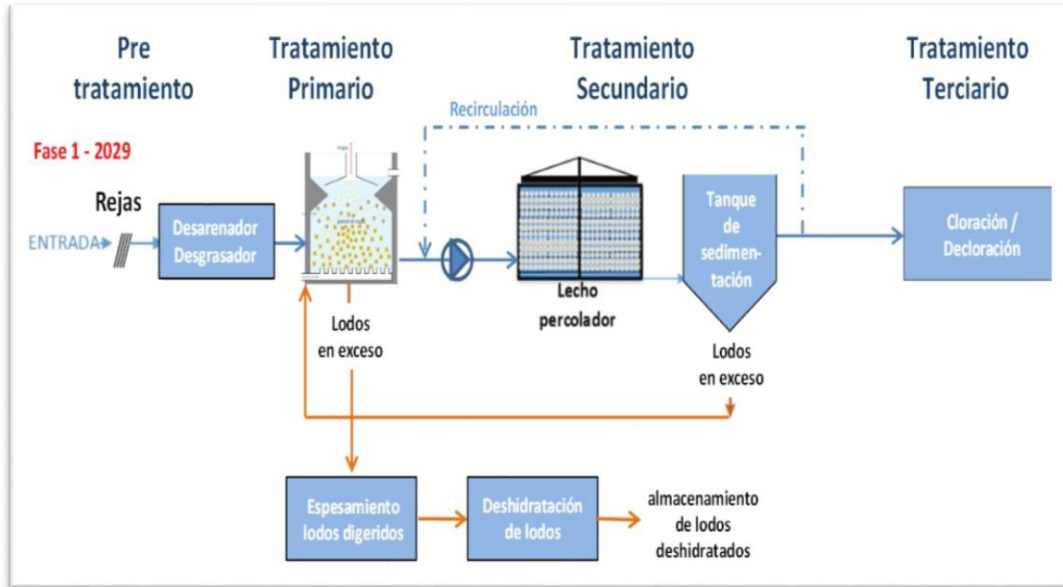 Pre
tratamiento
Tratamiento
Primario
Tratamiento
Secundario
Tratamiento
Terciario
Recirculación
Fase 1 - 2029
Rejas
ENTRADA
Desarenador
Desgrasador
Tanque
de
sedimen-
tación
Cloración /
Decloración
Lecho
percolador
Lodos
en exceso
Lodos
en exceso
Espesamiento
lodos digeridos
Deshidratación
de lodos
almacenamiento
de lodos
deshidratados